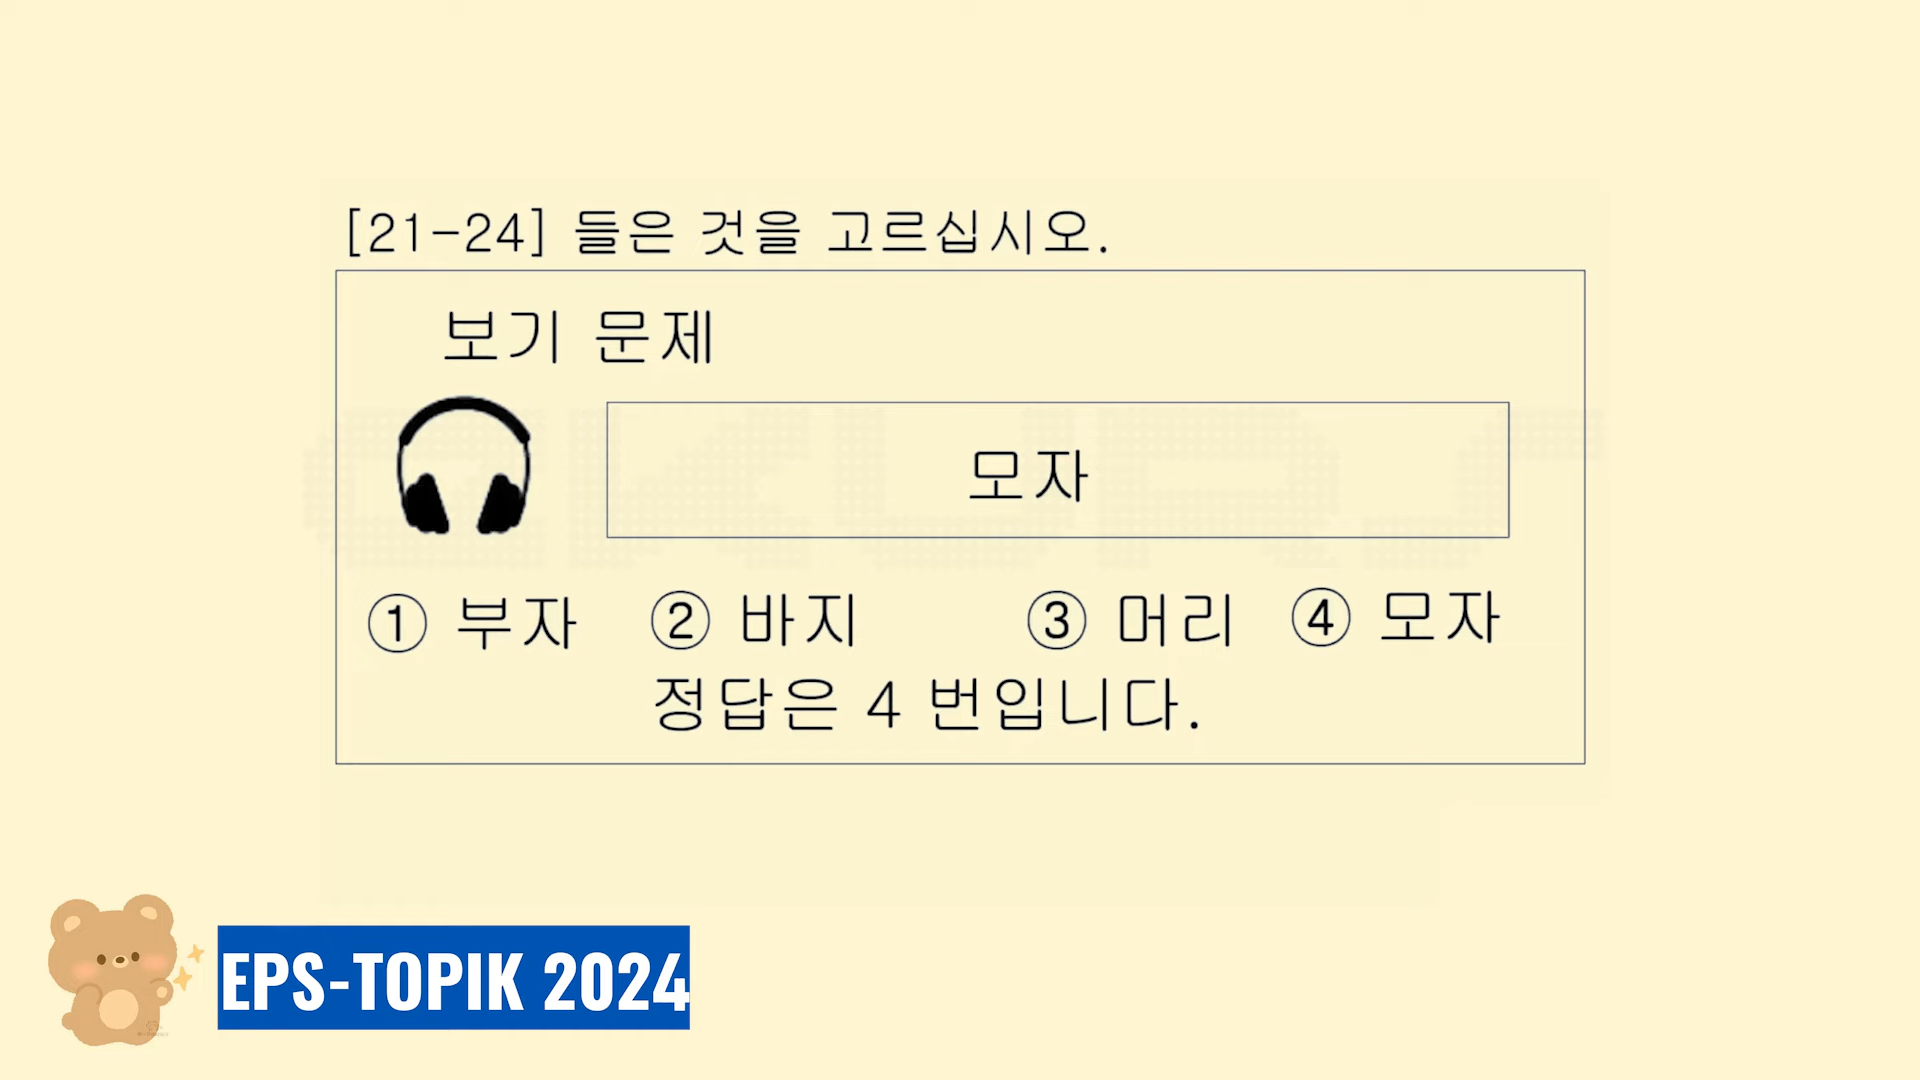 [21-24] 들은 것을 고르십시오.
보기 문제
모자
① 부자 ② 바지 ③ 머리 ④ 모자
정답은 4 번입니다.
EPS-TOPIK 2024